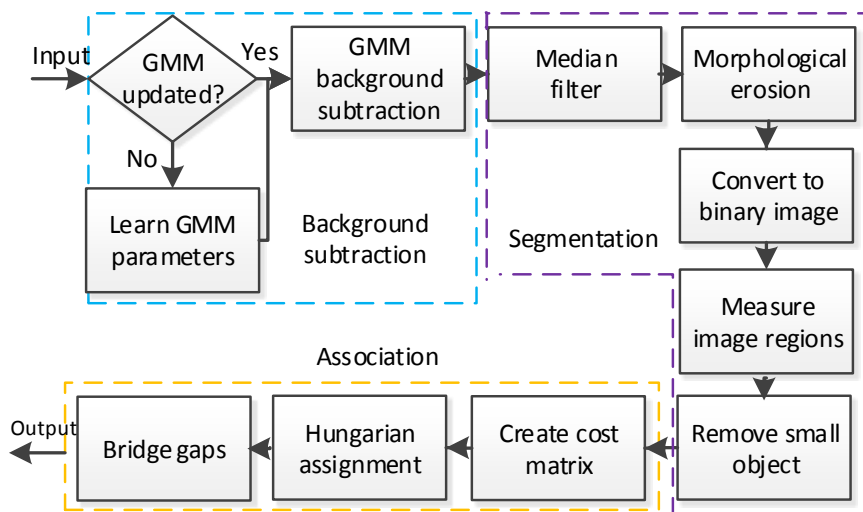 Input
GMM
updated?
Yes
No
Learn GMM
parameters
GMM
background
subtraction
Background
subtraction
Median
filter
Morphological
erosion
Convert to
binary image
Segmentation
Measure
image regions
Remove small
object
Association
Create cost
matrix
Hungarian
assignment
Bridge gaps
Output